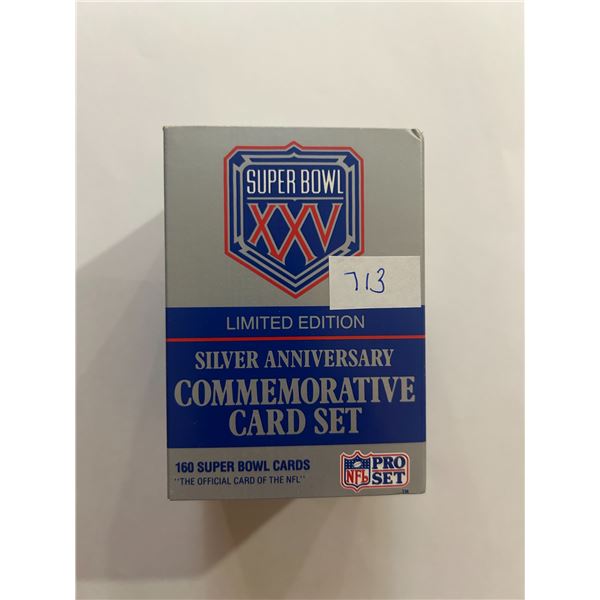 SUPER BOWL
XXV
713
LIMITED EDITION
SILVER ANNIVERSARY
COMMEMORATIVE
CARD SET
160 SUPER BOWL CARDS
"THE OFFICIAL CARD OF THE NFL"
NFL PRO
SET
TM